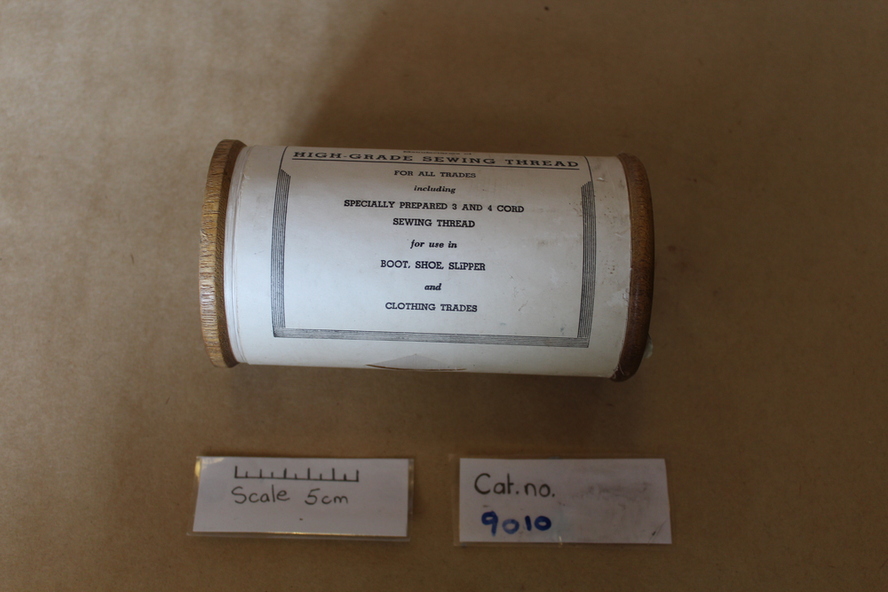 HIGH-GRADE SEWING THREAD
FOR ALL TRADES
including
SPECIALLY PREPARED 3 AND 4 CORD
SEWING THREAD
for use in
BOOT, SHOE, SLIPPER
and
CLOTHING TRADES
Scale 5cm
Cat.no.
9010